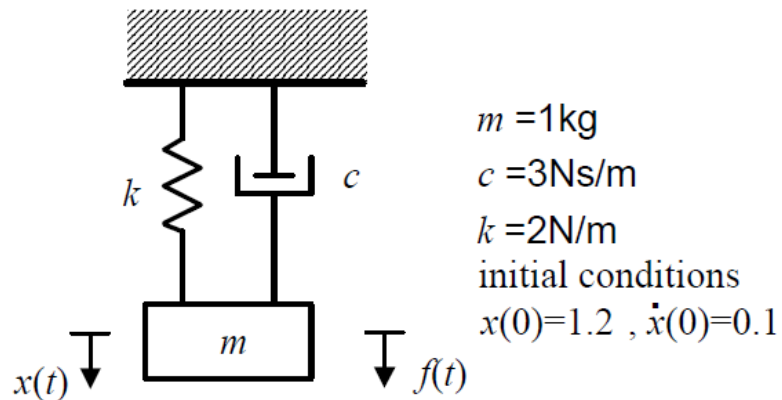 k
c
m
x(t)
f(t)
m =1kg
c =3Ns/m
k =2N/m
initial conditions
x(0)=1.2 , ẋ(0)=0.1